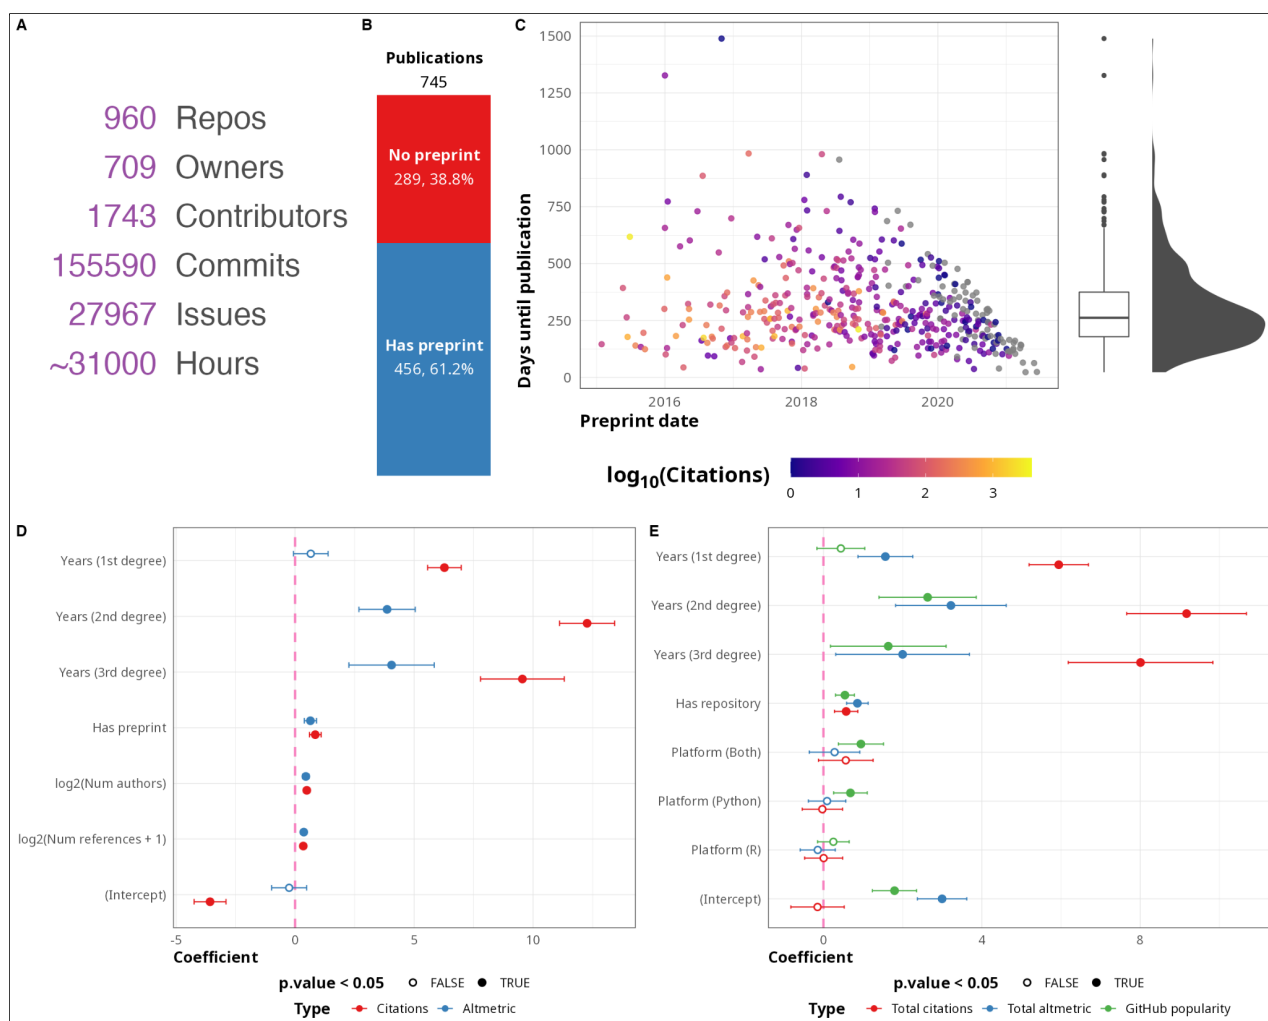 A
960 Repos
709 Owners
1743 Contributors
155590 Commits
27967 Issues
~31000 Hours
B
Publications
745
No preprint
289, 38.8%
Has preprint
456, 61.2%
C
Days until publication
1500
1250
1000
750
500
250
0
2016 2018 2020
Preprint date
log10(Citations)
0 1 2 3
D
Years (1st degree)
Years (2nd degree)
Years (3rd degree)
Has preprint
log2(Num authors)
log2(Num references + 1)
(Intercept)
-5 0 5 10
Coefficient
p.value < 0.05 FALSE TRUE
Type Citations Altmetric
E
Years (1st degree)
Years (2nd degree)
Years (3rd degree)
Has repository
Platform (Both)
Platform (Python)
Platform (R)
(Intercept)
0 4 8
Coefficient
p.value < 0.05 FALSE TRUE
Type Total citations Total altmetric GitHub popularity